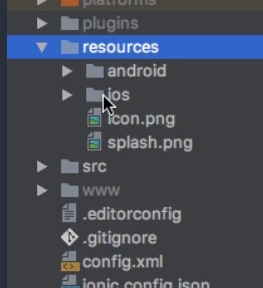 platforms
plugins
resources
android
ios
icon.png
splash.png
src
www
.editorconfig
.gitignore
config.xml
ionic.config.json